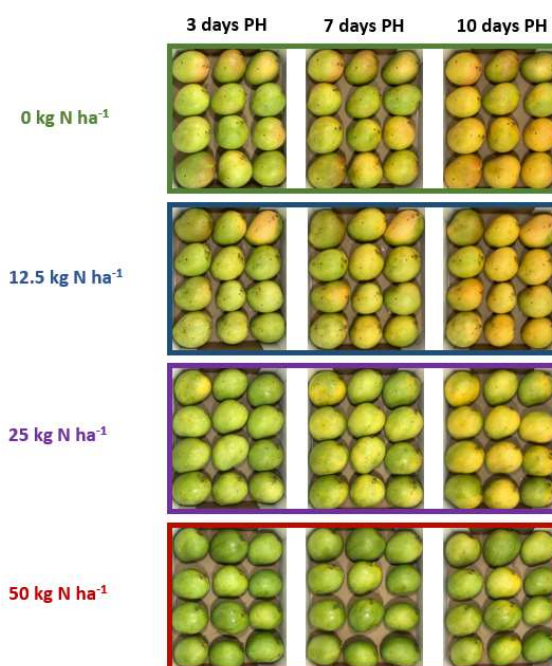 3 days PH 7 days PH 10 days PH
0 kg N ha⁻¹
12.5 kg N ha⁻¹
25 kg N ha⁻¹
50 kg N ha⁻¹